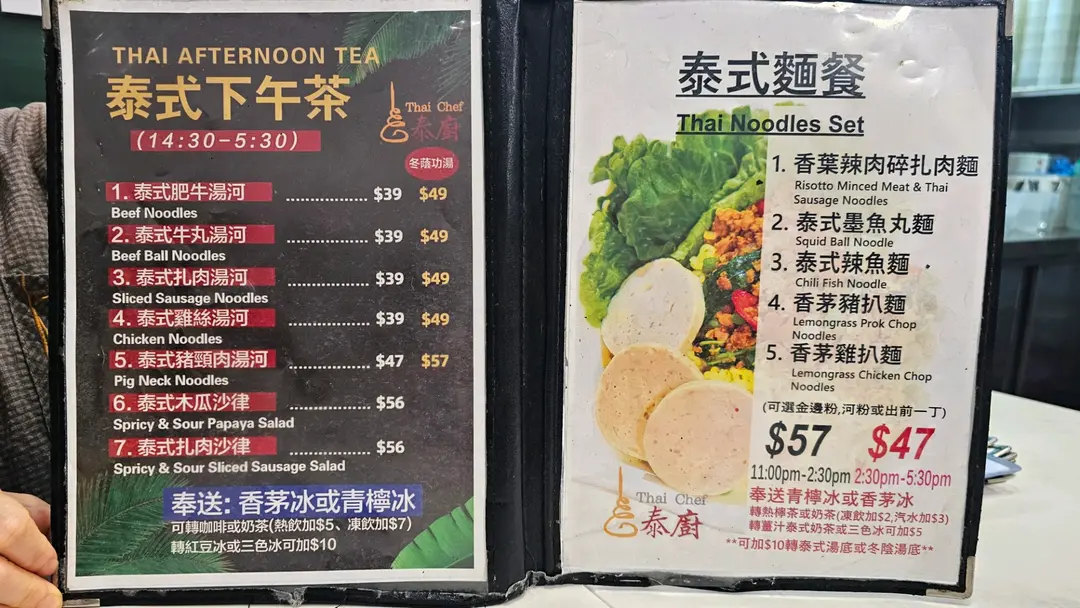 THAI AFTERNOON TEA
泰式下午茶
(14:30-5:30)
Thai Chef
泰廚
冬蔭功湯
1. 泰式肥牛湯河 $39 $49
Beef Noodles
2. 泰式牛丸湯河 $39 $49
Beef Ball Noodles
3. 泰式扎肉湯河 $39 $49
Sliced Sausage Noodles
4. 泰式雞絲湯河 $39 $49
Chicken Noodles
5. 泰式豬頸肉湯河 $47 $57
Pig Neck Noodles
6. 泰式木瓜沙律 $56
Spricy & Sour Papaya Salad
7. 泰式扎肉沙律 $56
Spricy & Sour Sliced Sausage Salad
奉送: 香茅冰或青檸冰
可轉咖啡或奶茶(熱飲加$5、凍飲加$7)
轉紅豆冰或三色冰可加$10
泰式麵餐
Thai Noodles Set
1. 香葉辣肉碎扎肉麵
Risotto Minced Meat & Thai
Sausage Noodles
2. 泰式墨魚丸麵
Squid Ball Noodle
3. 泰式辣魚麵
Chili Fish Noodle
4. 香茅豬扒麵
Lemongrass Prok Chop
Noodles
5. 香茅雞扒麵
Lemongrass Chicken Chop
Noodles
(可選金邊粉,河粉或出前一丁)
$57 $47
11:00pm-2:30pm 2:30pm-5:30pm
奉送青檸冰或香茅冰
轉熱檸茶或奶茶(凍飲加$2,汽水加$3)
轉薑汁泰式奶茶或三色冰可加$5
**可加$10轉泰式湯底或冬陰湯底**
Thai Chef
泰廚